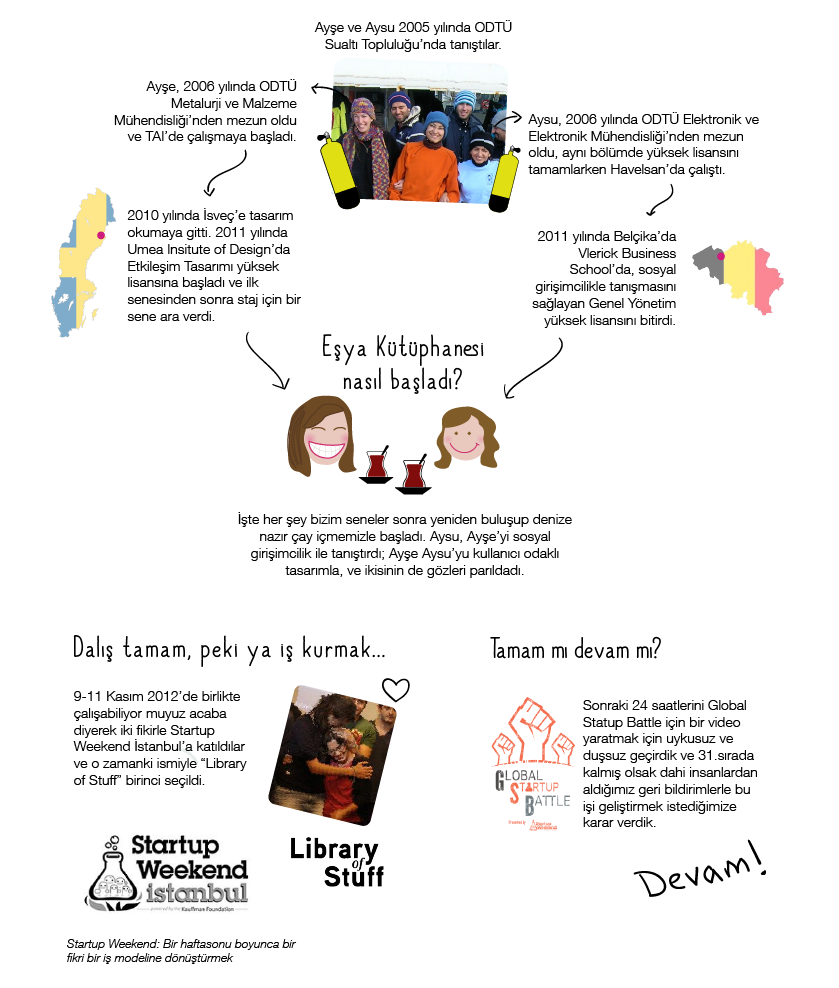 Ayşe ve Aysu 2005 yılında ODTÜ
Sualtı Topluluğu’nda tanıştılar.
Ayşe, 2006 yılında ODTÜ
Metalurji ve Malzeme
Mühendisliği’nden mezun oldu
ve TAI’de çalışmaya başladı.
Aysu, 2006 yılında ODTÜ Elektronik ve
Elektronik Mühendisliği’nden mezun
oldu, aynı bölümde yüksek lisansını
tamamlarken Havelsan’da çalıştı.
2010 yılında İsveç’e tasarım
okumaya gitti. 2011 yılında
Umea Insitute of Design’da
Etkileşim Tasarımı yüksek
lisansına başladı ve ilk
senesinden sonra staj için bir
sene ara verdi.
2011 yılında Belçika’da
Vlerick Business
School’da, sosyal
girişimcilikle tanışmasını
sağlayan Genel Yönetim
yüksek lisansını bitirdi.
Eşya Kütüphanesi
nasıl başladı?
İşte her şey bizim seneler sonra yeniden buluşup denize
nazır çay içmemizle başladı. Aysu, Ayşe’yi sosyal
girişimcilik ile tanıştırdı; Ayşe Aysu’yu kullanıcı odaklı
tasarımla, ve ikisinin de gözleri parıldadı.
Dalış tamam, peki ya iş kurmak...
9-11 Kasım 2012’de birlikte
çalışabiliyor muyuz acaba
diyerek iki fikirle Startup
Weekend İstanbul’a katıldılar
ve o zamanki ismiyle “Library
of Stuff” birinci seçildi.
Startup
Weekend
istanbul
powered by the Kauffman Foundation
Library
of
Stuff
Startup Weekend: Bir haftasonu boyunca bir
fikri bir iş modeline dönüştürmek
Tamam mı devam mı?
Sonraki 24 saatlerini Global
Statup Battle için bir video
yaratmak için uykusuz ve
duşsuz geçirdik ve 31.sırada
kalmış olsak dahi insanlardan
aldığımız geri bildirimlerle bu
işi geliştirmek istediğimize
karar verdik.
GLOBAL
STARTUP
BATTLE
Devam!